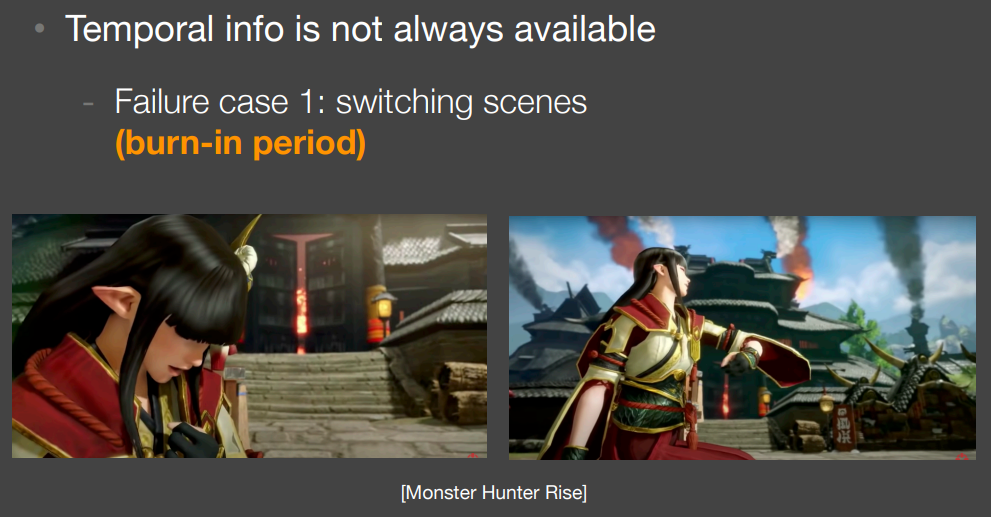 Temporal info is not always available
- Failure case 1: switching scenes
(burn-in period)
[Monster Hunter Rise]